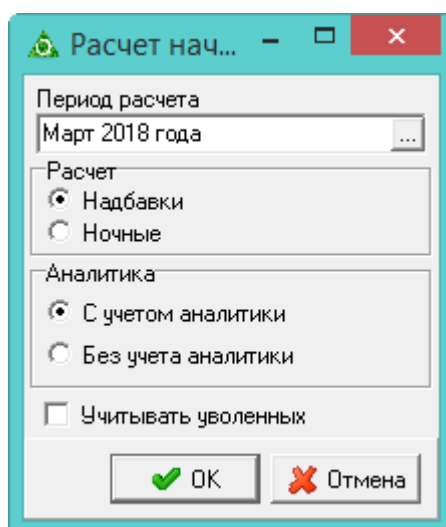 Расчет нач...
Период расчета
Март 2018 года
...
Расчет
Надбавки
Ночные
Аналитика
С учетом аналитики
Без учета аналитики
Учитывать уволенных
OK
Отмена